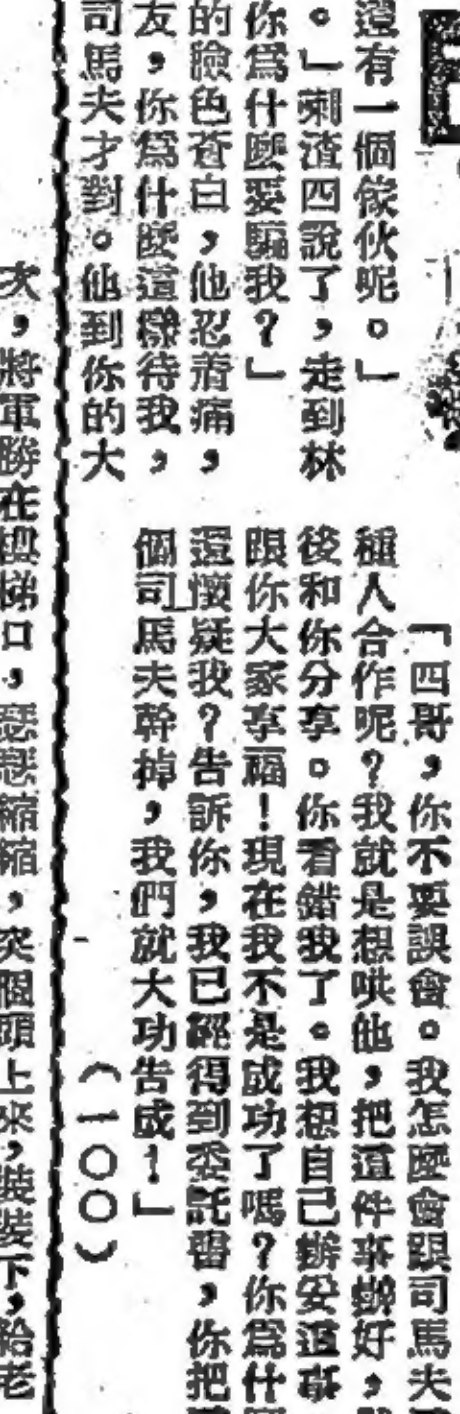 還有一個傢伙呢。」
。」喇渣四說了，走到林
你爲什麼要騙我？」
的臉色蒼白，他忍着痛，
友，你爲什麼這樣待我，
司馬夫才對。他到你的大
「四哥，你不要誤會。我怎麼會跟司馬夫
種人合作呢？我就是想哄他，把這件事辦好，
後和你分享。你看錯我了。我想自己辦妥這事
跟你大家享福！現在我不是成功了嗎？你爲什
還懷疑我？告訴你，我已經得到委託書，你把
個司馬夫幹掉，我們就大功告成！」
（一〇〇）
次，將軍勝在樓梯口，瑟瑟縮縮，突個頭上來，裝裝下，給老